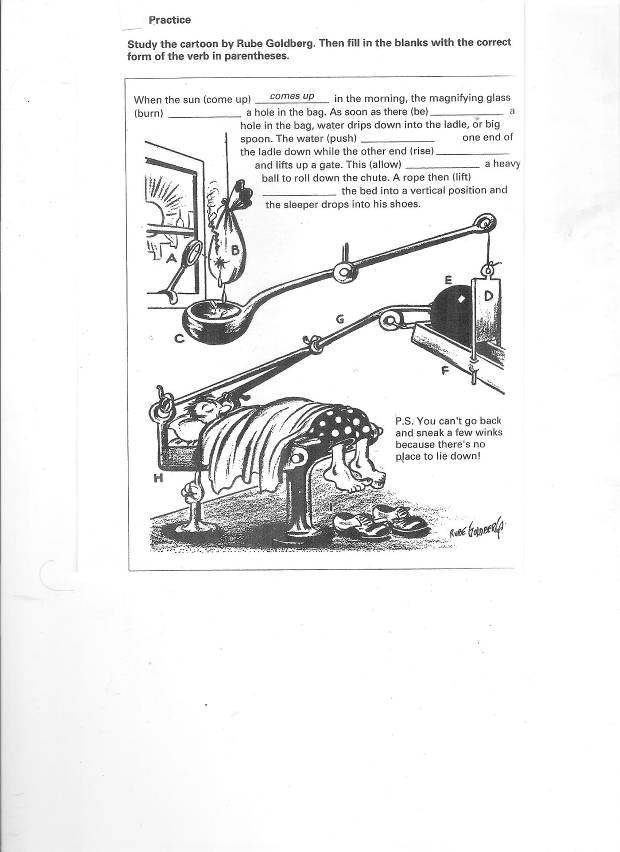 Practice
Study the cartoon by Rube Goldberg. Then fill in the blanks with the correct
form of the verb in parentheses.
When the sun (come up) comes up in the morning, the magnifying glass
(burn) ____________ a hole in the bag. As soon as there (be) ____________ a
hole in the bag, water drips down into the ladle, or big
spoon. The water (push) ____________ one end of
the ladle down while the other end (rise) ____________
and lifts up a gate. This (allow) ____________ a heavy
ball to roll down the chute. A rope then (lift)
____________ the bed into a vertical position and
the sleeper drops into his shoes.
A
B
C
D
E
G
F
H
P.S. You can't go back
and sneak a few winks
because there's no
place to lie down!
I
RUBE GOLDBERG